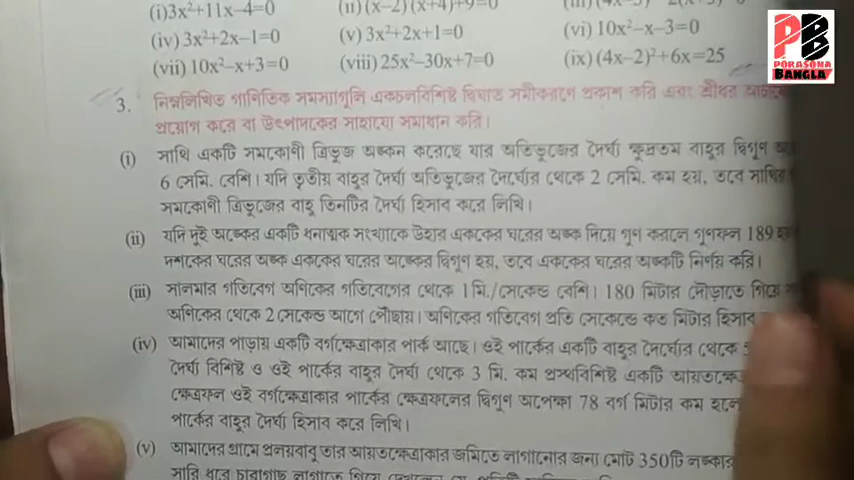 (i)3x²+11x–4=0 (ii)(x–2)(x+4)+9=0
(iv) 3x²+2x–1=0 (v) 3x²+2x+1=0 (vi) 10x²–x–3=0
(vii) 10x²–x+3=0 (viii) 25x²–30x+7=0 (ix) (4x–2)²+6x=25
PORASONA
BANGLA
3. নিম্নলিখিত গাণিতিক সমস্যাগুলি একচলবিশিষ্ট দ্বিঘাত সমীকরণে প্রকাশ করি এবং শ্রীধর
প্রয়োগ করে বা উৎপাদকের সাহায্যে সমাধান করি।
(i) সাথি একটি সমকোণী ত্রিভুজ অঙ্কন করেছে যার অতিভুজের দৈর্ঘ্য ক্ষুদ্রতম বাহুর দ্বিগুণ
6 সেমি. বেশি। যদি তৃতীয় বাহুর দৈর্ঘ্য অতিভুজের দৈর্ঘ্যের থেকে 2 সেমি. কম হয়, তবে সাথির
সমকোণী ত্রিভুজের বাহু তিনটির দৈর্ঘ্য হিসাব করে লিখি।
(ii) যদি দুই অঙ্কের একটি ধনাত্মক সংখ্যাকে উহার এককের ঘরের অঙ্ক দিয়ে গুণ করলে গুণফল 189
দশকের ঘরের অঙ্ক এককের ঘরের অঙ্কের দ্বিগুণ হয়, তবে এককের ঘরের অঙ্কটি নির্ণয় করি।
(iii) সালমার গতিবেগ অণিকের গতিবেগের থেকে 1মি./সেকেন্ড বেশি। 180 মিটার দৌড়াতে গিয়ে
অণিকের থেকে 2 সেকেন্ড আগে পৌঁছায়। অণিকের গতিবেগ প্রতি সেকেন্ডে কত মিটার হিসাব
(iv) আমাদের পাড়ায় একটি বর্গক্ষেত্রাকার পার্ক আছে। ওই পার্কের একটি বাহুর দৈর্ঘ্যের থেকে
দৈর্ঘ্য বিশিষ্ট ও ওই পার্কের বাহুর দৈর্ঘ্য থেকে 3 মি. কম প্রস্থবিশিষ্ট একটি
ক্ষেত্রফল ওই বর্গক্ষেত্রাকার পার্কের ক্ষেত্রফলের দ্বিগুণ অপেক্ষা 78 বর্গ মিটার কম হলে
পার্কের বাহুর দৈর্ঘ্য হিসাব করে লিখি।
(v) আমাদের গ্রামে প্রলয়বাবু তার আয়তক্ষেত্রাকার জমিতে লাগানোর জন্য মোট 350টি লঙ্কার
সারি ধরে চারাগাছ লাগাতে গিয়ে